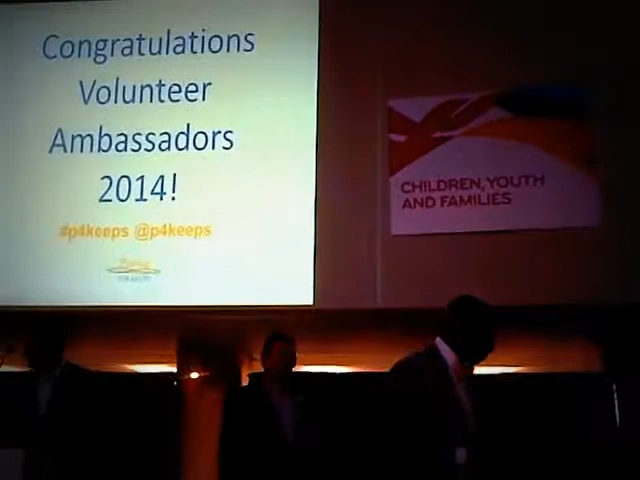 Congratulations
Volunteer
Ambassadors
2014!
#p4keeps @p4keeps
CHILDREN, YOUTH
AND FAMILIES